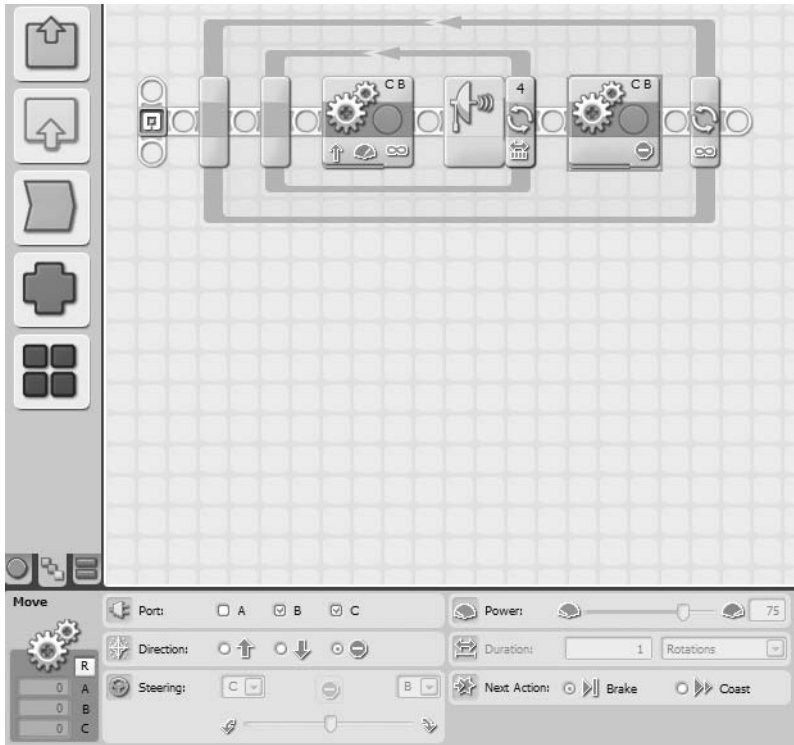 C B
4
C B
Move
R
0 A
0 B
0 C
Port: A B C
Direction:
Steering: C B
Power: 75
Duration: 1 Rotations
Next Action: Brake Coast